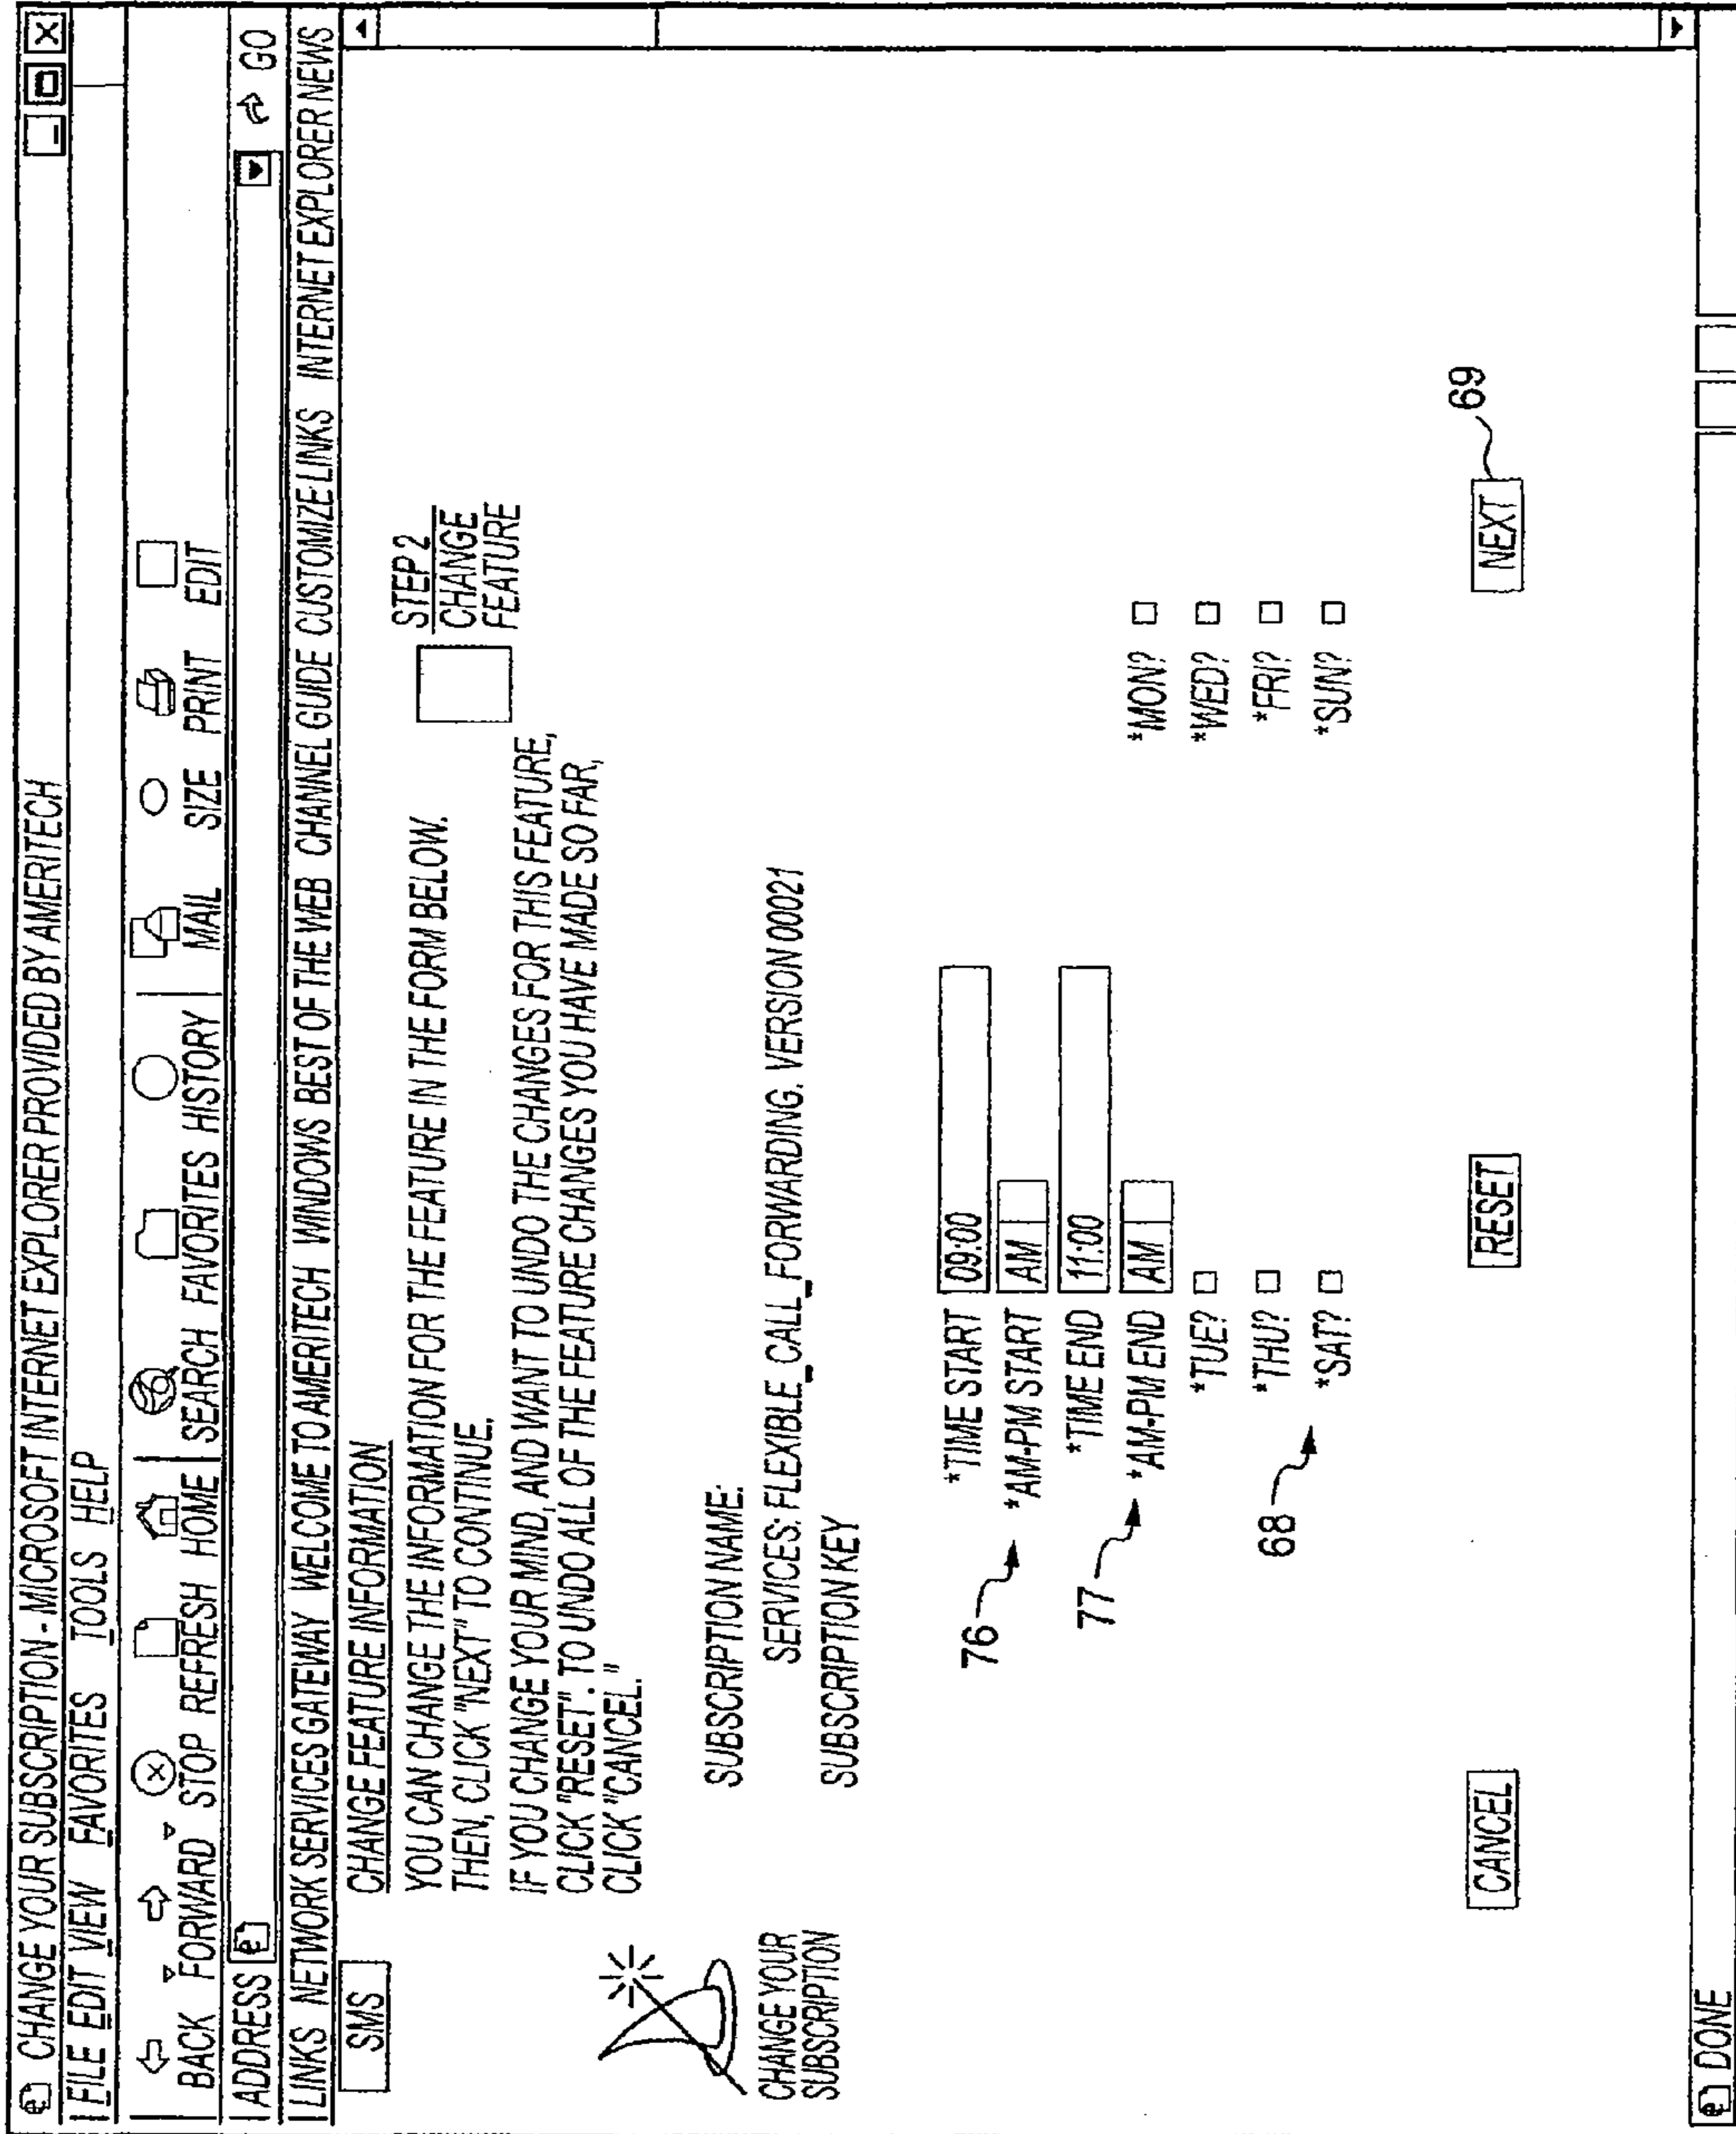 CHANGE YOUR SUBSCRIPTION - MICROSOFT INTERNET EXPLORER PROVIDED BY AMERITECH
FILE EDIT VIEW FAVORITES TOOLS HELP
BACK FORWARD STOP REFRESH HOME SEARCH FAVORITES HISTORY MAIL SIZE PRINT EDIT
ADDRESS GO
LINKS NETWORK SERVICES GATEWAY WELCOME TO AMERITECH WINDOWS BEST OF THE WEB CHANNEL GUIDE CUSTOMIZE LINKS INTERNET EXPLORER NEWS
SMS
CHANGE YOUR
SUBSCRIPTION
CHANGE FEATURE INFORMATION
STEP 2
CHANGE
FEATURE
YOU CAN CHANGE THE INFORMATION FOR THE FEATURE IN THE FORM BELOW.
THEN, CLICK "NEXT" TO CONTINUE.
IF YOU CHANGE YOUR MIND, AND WANT TO UNDO THE CHANGES FOR THIS FEATURE,
CLICK "RESET". TO UNDO ALL OF THE FEATURE CHANGES YOU HAVE MADE SO FAR,
CLICK "CANCEL."
SUBSCRIPTION NAME:
SERVICES: FLEXIBLE_CALL_FORWARDING. VERSION 00021
SUBSCRIPTION KEY
*TIME START 09:00
76 *AM-PM START AM
*TIME END 11:00
77 *AM-PM END AM
*MON?
*TUE?
*WED?
*THU?
*FRI?
68 *SAT?
*SUN?
CANCEL RESET NEXT 69
DONE